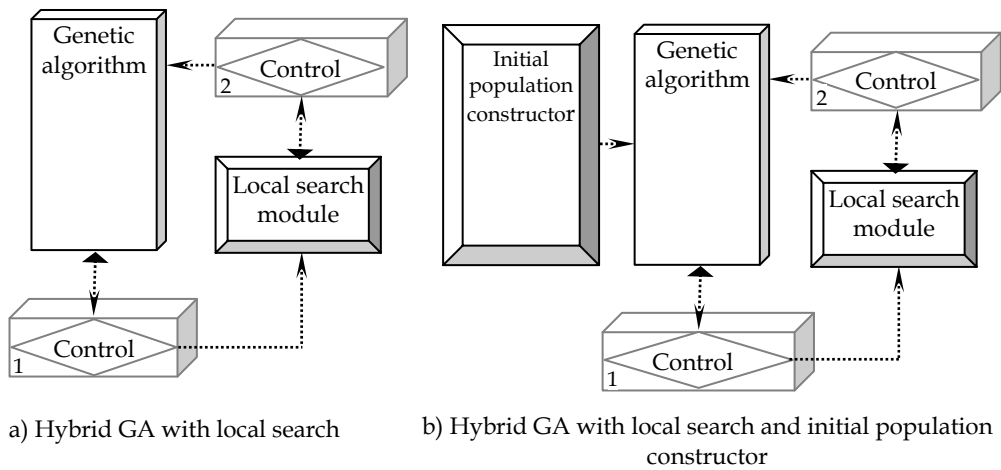 Genetic
algorithm
Control
2
Local search
module
Control
1
a) Hybrid GA with local search
Initial
population
constructor
Genetic
algorithm
Control
2
Local search
module
Control
1
b) Hybrid GA with local search and initial population
constructor